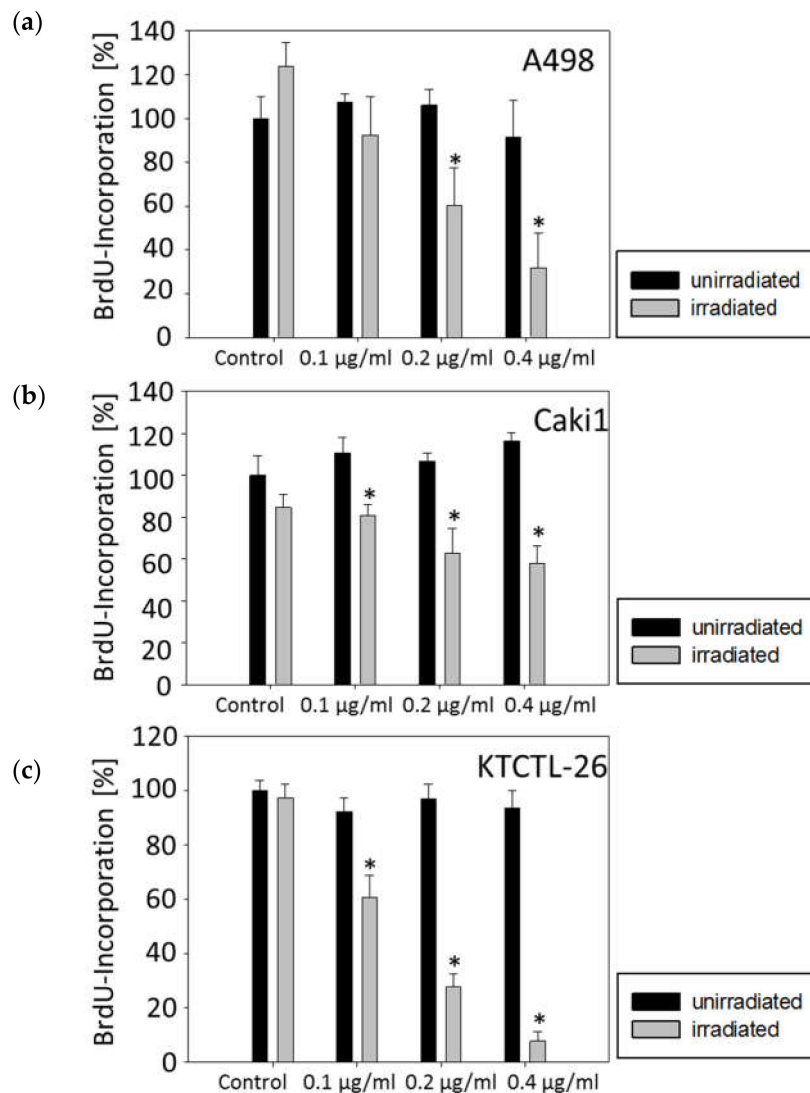 (a)
A498
BrdU-Incorporation [%]
140
120
100
80
60
40
20
0
*
*
Control 0.1 µg/ml 0.2 µg/ml 0.4 µg/ml
unirradiated
irradiated
(b)
Caki1
BrdU-Incorporation [%]
140
120
100
80
60
40
20
0
*
*
*
Control 0.1 µg/ml 0.2 µg/ml 0.4 µg/ml
unirradiated
irradiated
(c)
KTCTL-26
BrdU-Incorporation [%]
120
100
80
60
40
20
0
*
*
*
Control 0.1 µg/ml 0.2 µg/ml 0.4 µg/ml
unirradiated
irradiated